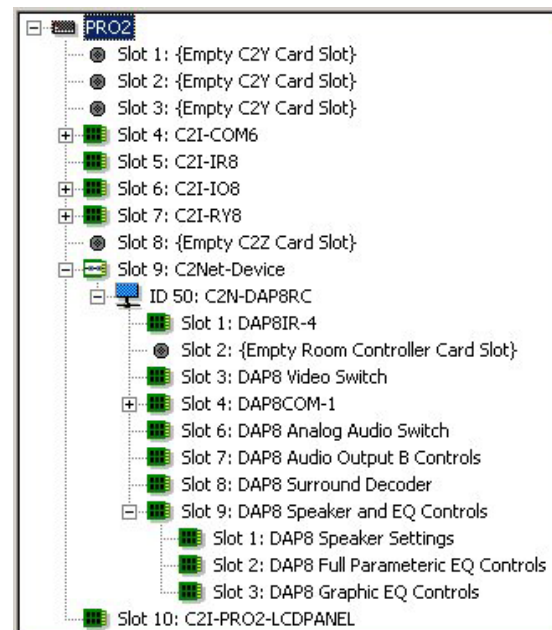 PRO2
Slot 1: {Empty C2Y Card Slot}
Slot 2: {Empty C2Y Card Slot}
Slot 3: {Empty C2Y Card Slot}
Slot 4: C2I-COM6
Slot 5: C2I-IR8
Slot 6: C2I-IO8
Slot 7: C2I-RY8
Slot 8: {Empty C2Z Card Slot}
Slot 9: C2Net-Device
ID 50: C2N-DAP8RC
Slot 1: DAP8IR-4
Slot 2: {Empty Room Controller Card Slot}
Slot 3: DAP8 Video Switch
Slot 4: DAP8COM-1
Slot 6: DAP8 Analog Audio Switch
Slot 7: DAP8 Audio Output B Controls
Slot 8: DAP8 Surround Decoder
Slot 9: DAP8 Speaker and EQ Controls
Slot 1: DAP8 Speaker Settings
Slot 2: DAP8 Full Parameteric EQ Controls
Slot 3: DAP8 Graphic EQ Controls
Slot 10: C2I-PRO2-LCDPANEL